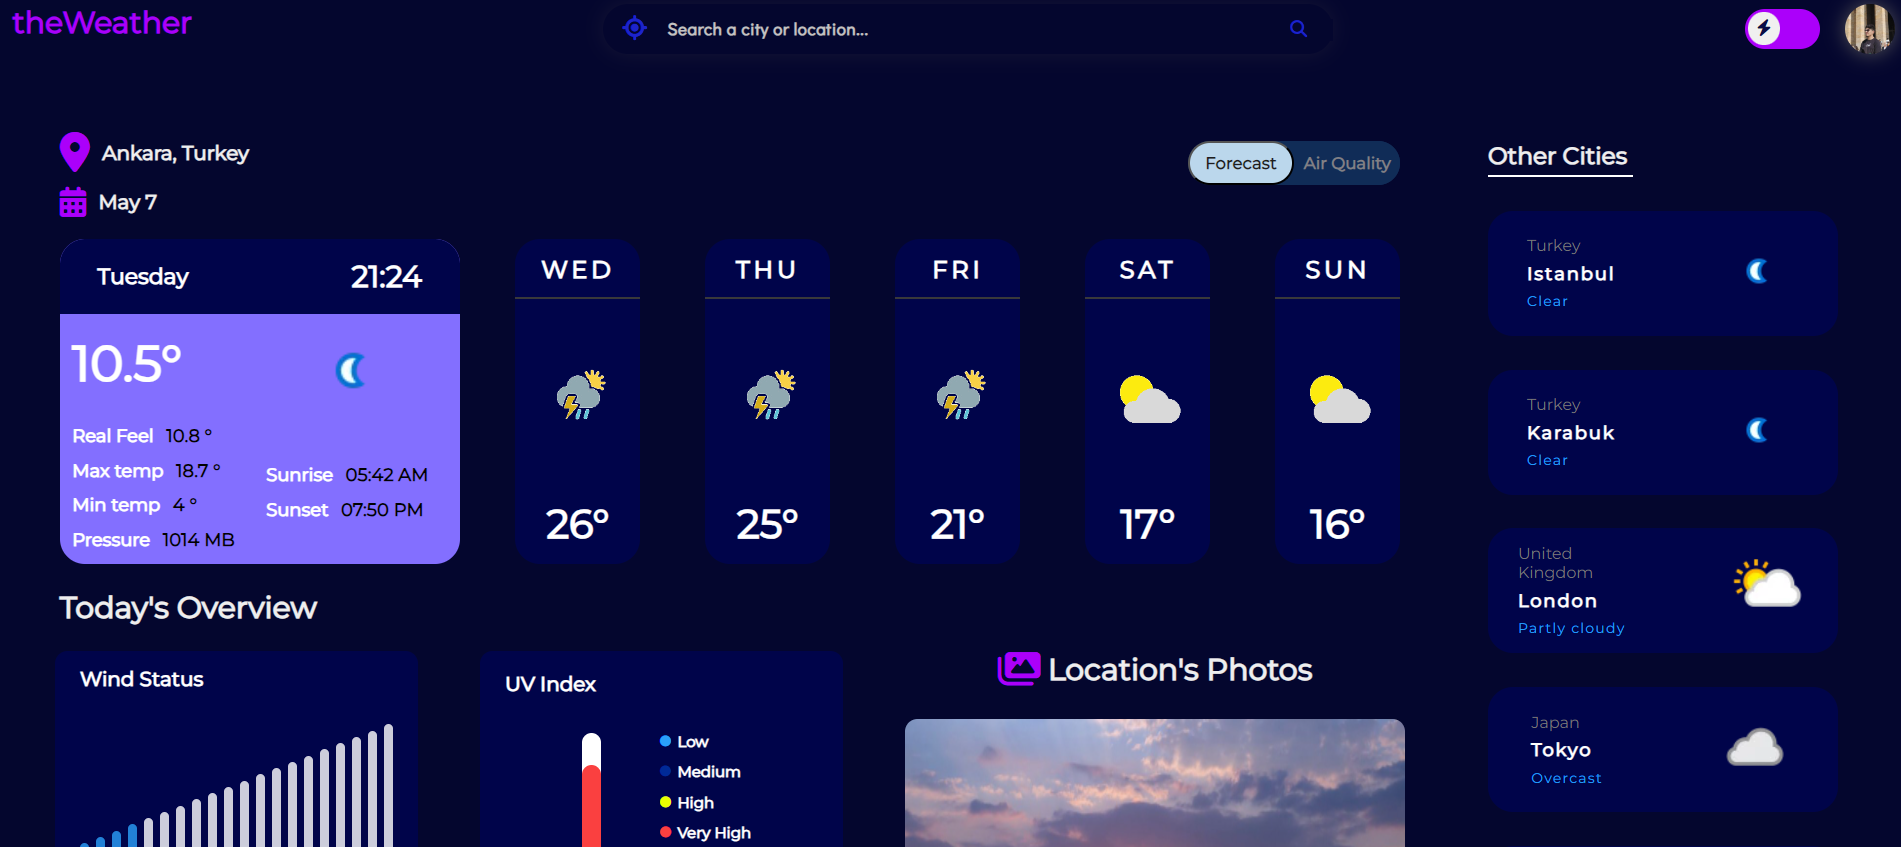 theWeather
Search a city or location...
Ankara, Turkey
May 7
Forecast
Air Quality
Tuesday
21:24
10.5°
Real Feel 10.8 °
Max temp 18.7 °
Min temp 4 °
Pressure 1014 MB
Sunrise 05:42 AM
Sunset 07:50 PM
WED
26°
THU
25°
FRI
21°
SAT
17°
SUN
16°
Other Cities
Turkey
Istanbul
Clear
Turkey
Karabuk
Clear
United
Kingdom
London
Partly cloudy
Japan
Tokyo
Overcast
Today's Overview
Wind Status
UV Index
Low
Medium
High
Very High
Location's Photos